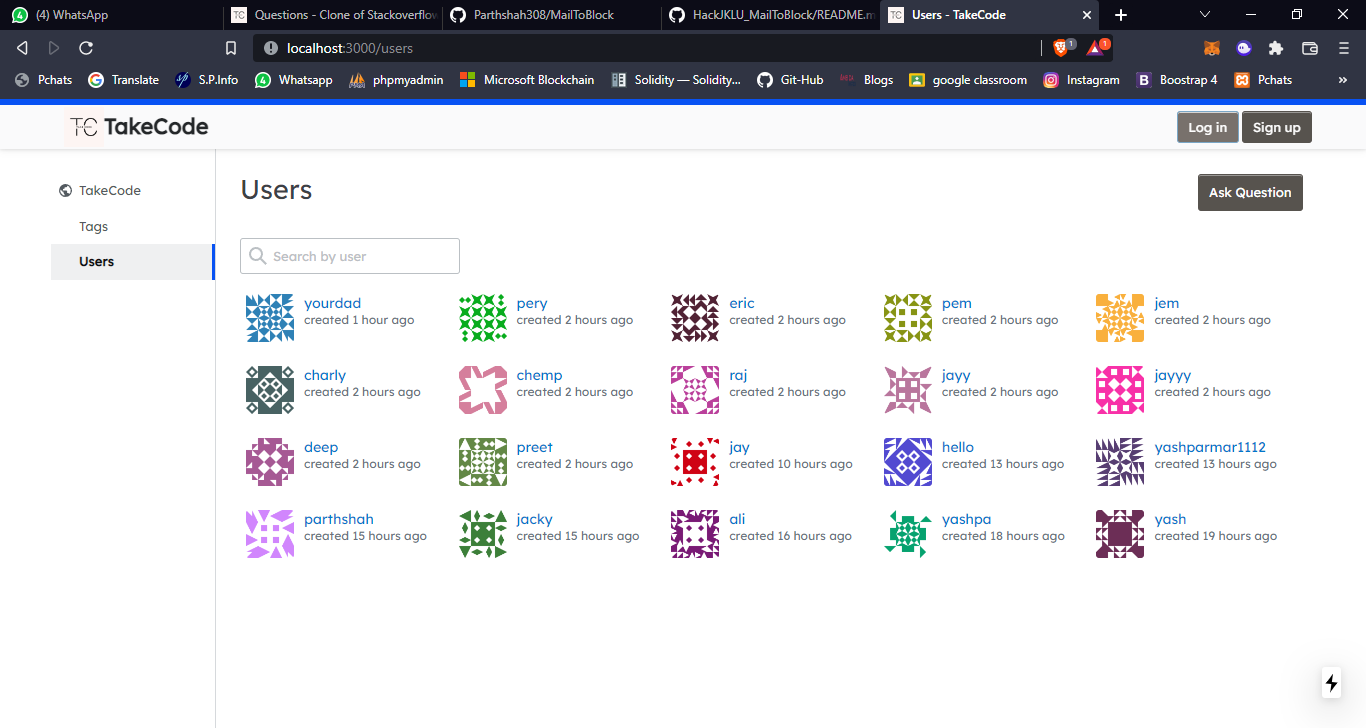 (4) WhatsApp
Questions - Clone of Stackoverflow
Parthshah308/MailToBlock
HackJKLU_MailToBlock/README.m
Users - TakeCode
localhost:3000/users
1
1
Pchats
Translate
S.P.Info
Whatsapp
phpmyadmin
Microsoft Blockchain
Solidity — Solidity...
Git-Hub
Blogs
google classroom
Instagram
Boostrap 4
Pchats
»
TC TakeCode
Log in
Sign up
TakeCode
Tags
Users
Users
Ask Question
Search by user
yourdad
created 1 hour ago
pery
created 2 hours ago
eric
created 2 hours ago
pem
created 2 hours ago
jem
created 2 hours ago
charly
created 2 hours ago
chemp
created 2 hours ago
raj
created 2 hours ago
jayy
created 2 hours ago
jayyy
created 2 hours ago
deep
created 2 hours ago
preet
created 2 hours ago
jay
created 10 hours ago
hello
created 13 hours ago
yashparmar1112
created 13 hours ago
parthshah
created 15 hours ago
jacky
created 15 hours ago
ali
created 16 hours ago
yashpa
created 18 hours ago
yash
created 19 hours ago